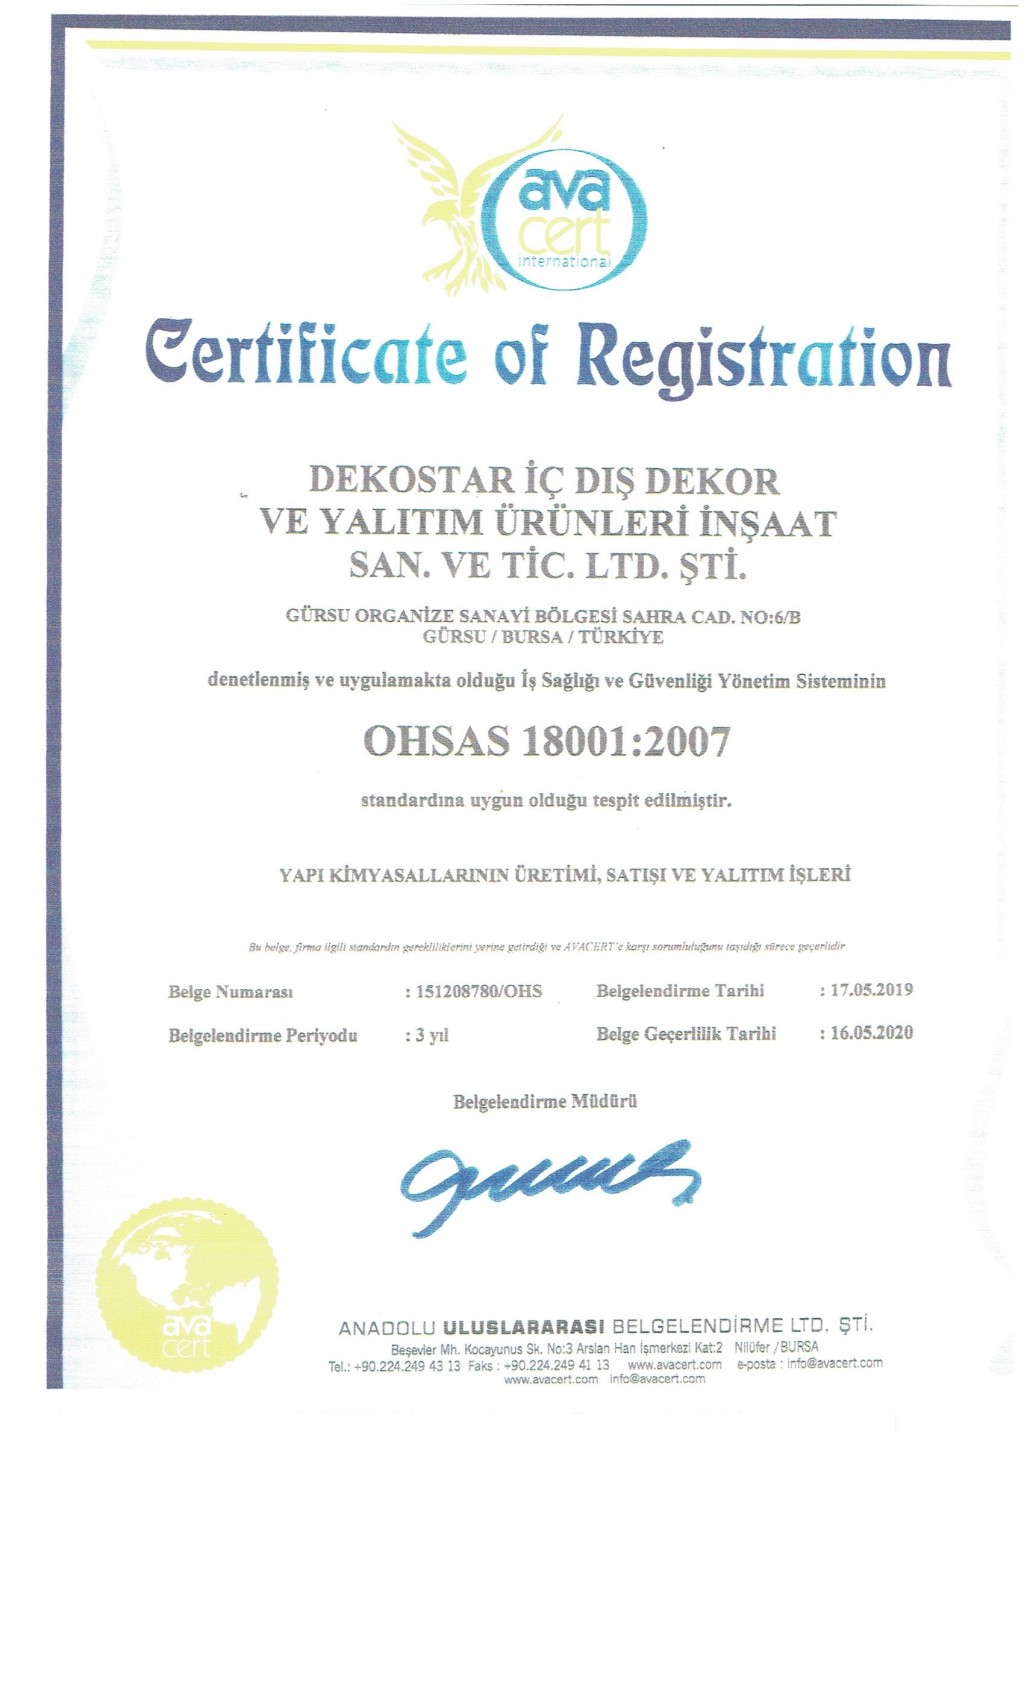 ava
cert
international
Certificate of Registration
DEKOSTAR İÇ DIŞ DEKOR
VE YALITIM ÜRÜNLERİ İNŞAAT
SAN. VE TİC. LTD. ŞTİ.
GÜRSU ORGANİZE SANAYİ BÖLGESİ SAHRA CAD. NO:6/B
GÜRSU / BURSA / TÜRKİYE
denetlenmiş ve uygulamakta olduğu İş Sağlığı ve Güvenliği Yönetim Sisteminin
OHSAS 18001:2007
standardına uygun olduğu tespit edilmiştir.
YAPI KİMYASALLARININ ÜRETİMİ, SATIŞI VE YALITIM İŞLERİ
Bu belge, firma ilgili standardın gerekliliklerini yerine getirdiği ve AVACERT'e karşı sorumluluğunu taşıdığı sürece geçerlidir
Belge Numarası : 151208780/OHS Belgelendirme Tarihi : 17.05.2019
Belgelendirme Periyodu : 3 yıl Belge Geçerlilik Tarihi : 16.05.2020
Belgelendirme Müdürü
ava
cert
ANADOLU ULUSLARARASI BELGELENDİRME LTD. ŞTİ.
Beşevler Mh. Kocayunus Sk. No:3 Arslan Han İşmerkezi Kat:2 Nilüfer /BURSA
Tel.: +90.224.249 43 13 Faks : +90.224.249 41 13 www.avacert.com e-posta : info@avacert.com
www.avacert.com info@avacert.com